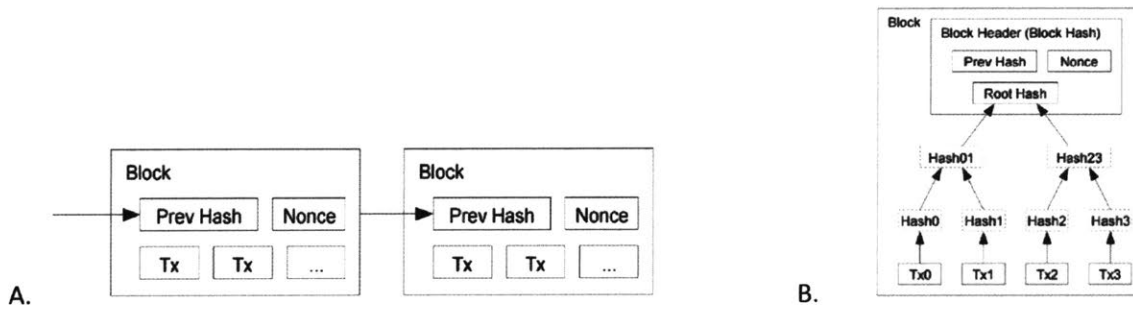 A.
Block
Prev Hash Nonce
Tx Tx ...
Block
Prev Hash Nonce
Tx Tx ...
B.
Block
Block Header (Block Hash)
Prev Hash Nonce
Root Hash
Hash01 Hash23
Hash0 Hash1 Hash2 Hash3
Tx0 Tx1 Tx2 Tx3